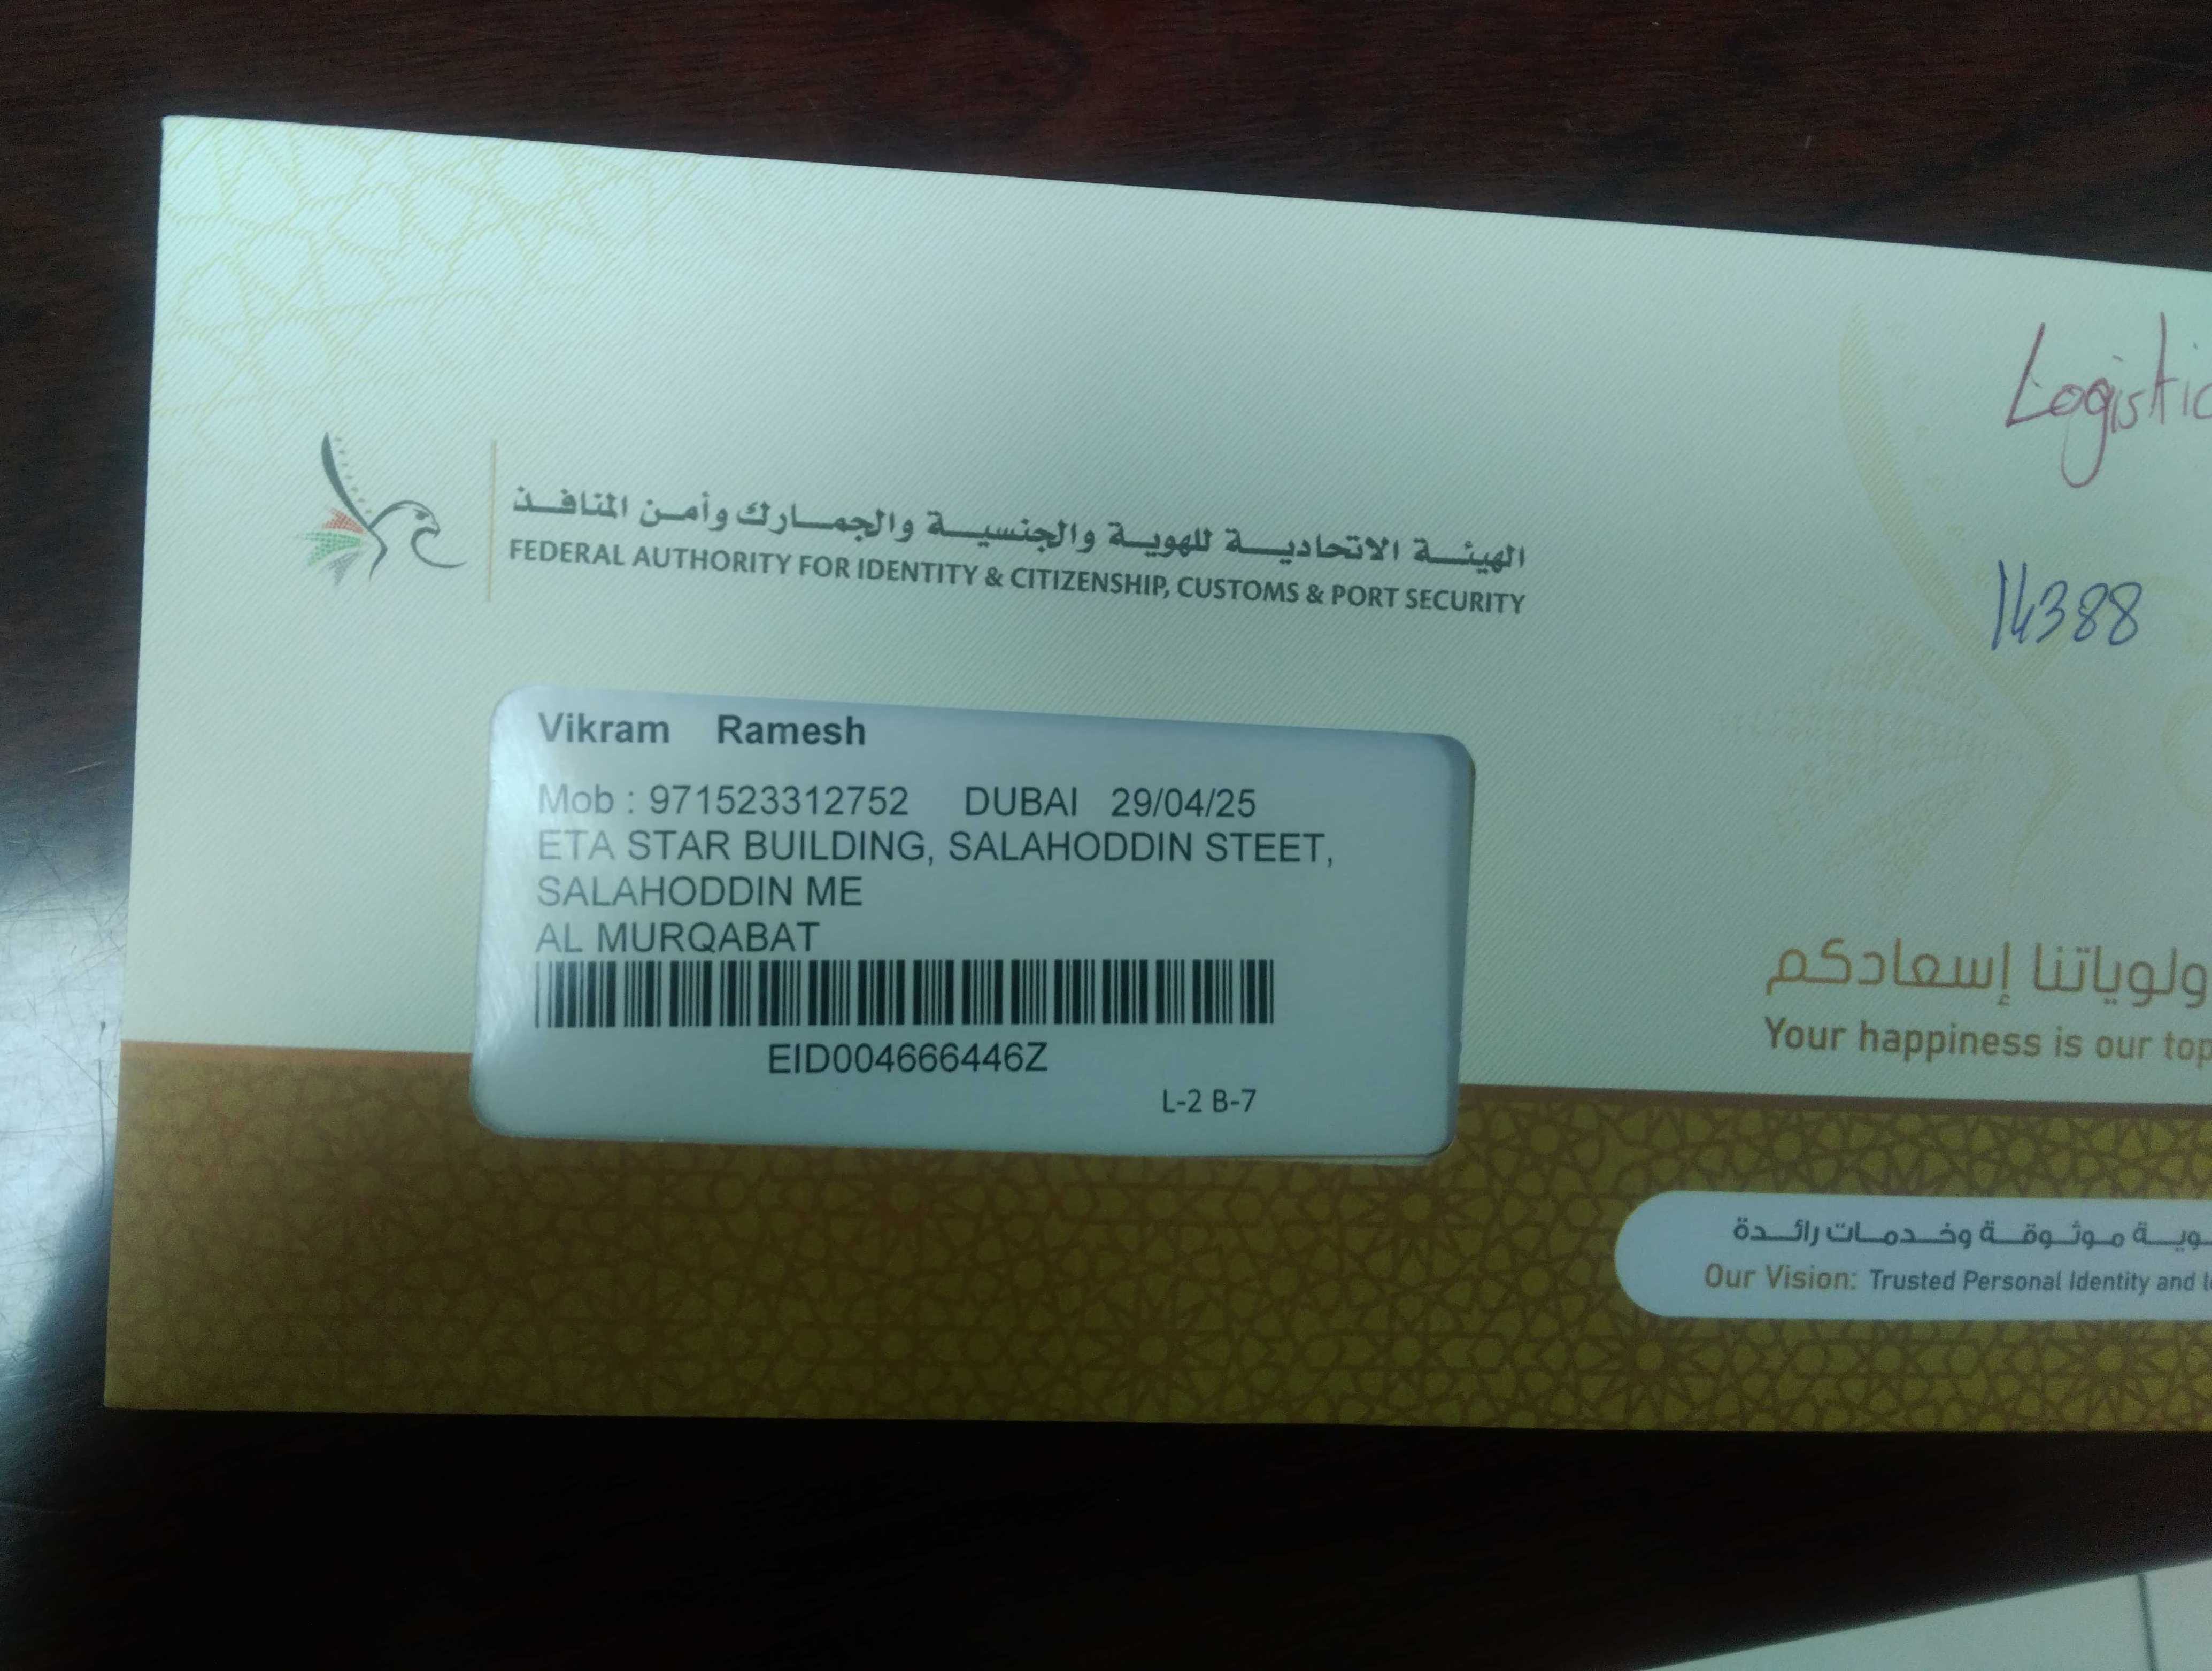 الهيئة الاتحادية للهوية والجنسية والجمارك وأمن المنافذ
FEDERAL AUTHORITY FOR IDENTITY & CITIZENSHIP, CUSTOMS & PORT SECURITY
Logistic
14388
Vikram Ramesh
Mob : 971523312752 DUBAI 29/04/25
ETA STAR BUILDING, SALAHODDIN STEET,
SALAHODDIN ME
AL MURQABAT
EID004666446Z
L-2 B-7
ولوياتنا إسعادكم
Your happiness is our top
موثوقة وخدمات رائدة
Our Vision: Trusted Personal Identity and